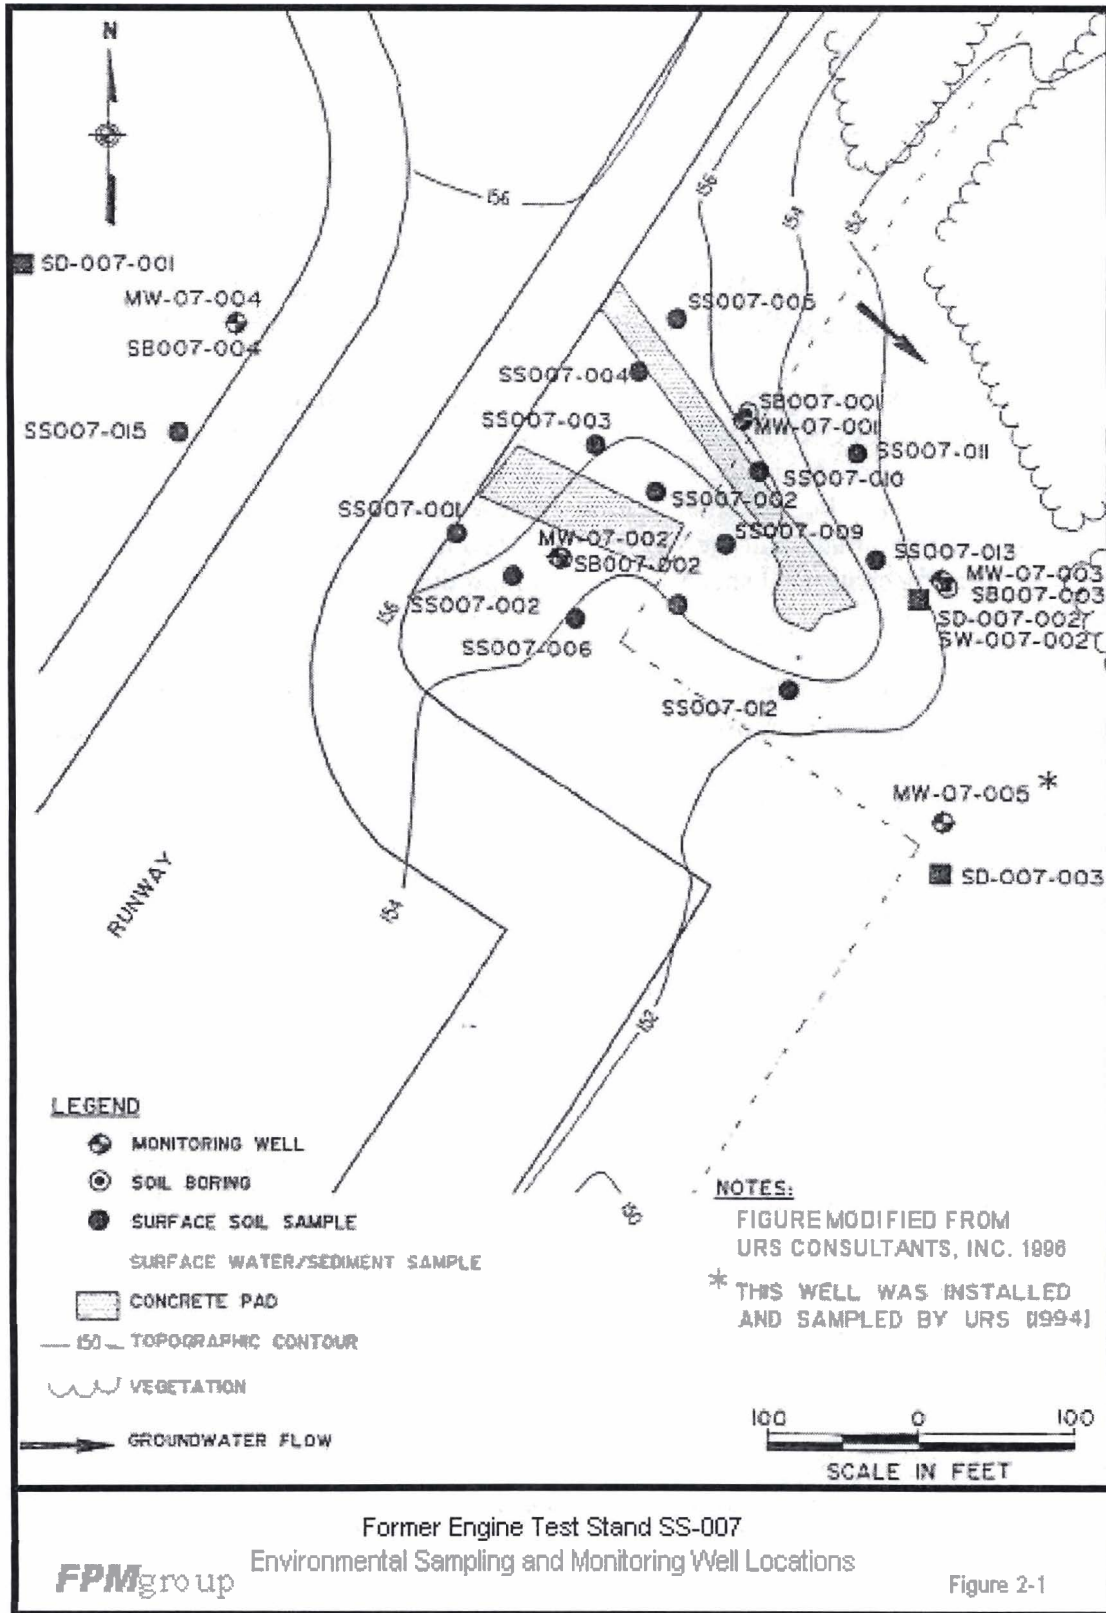 N
156
156
154
152
SD-007-001
MW-07-004
SB007-004
SS007-005
SS007-004
SS007-003
SB007-001
MW-07-001
SS007-015
SS007-011
SS007-010
SS007-002
SS007-001
SS007-009
MW-07-002
SB007-002
SS007-013
MW-07-003
SB007-003
SD-007-002
SW-007-002
SS007-002
156
SS007-006
SS007-012
MW-07-005 *
SD-007-003
RUNWAY
154
152
150
LEGEND
MONITORING WELL
SOIL BORING
SURFACE SOIL SAMPLE
SURFACE WATER/SEDIMENT SAMPLE
CONCRETE PAD
150 TOPOGRAPHIC CONTOUR
VEGETATION
GROUNDWATER FLOW
NOTES:
FIGURE MODIFIED FROM
URS CONSULTANTS, INC. 1996
* THIS WELL WAS INSTALLED
AND SAMPLED BY URS [1994]
100 0 100
SCALE IN FEET
Former Engine Test Stand SS-007
Environmental Sampling and Monitoring Well Locations
FPMgroup
Figure 2-1